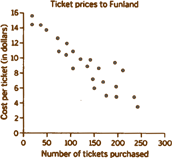 Ticket prices to Funland
Cost per ticket (in dollars)
16
14
12
10
8
6
4
2
0
0 50 100 150 200 250 300
Number of tickets purchased